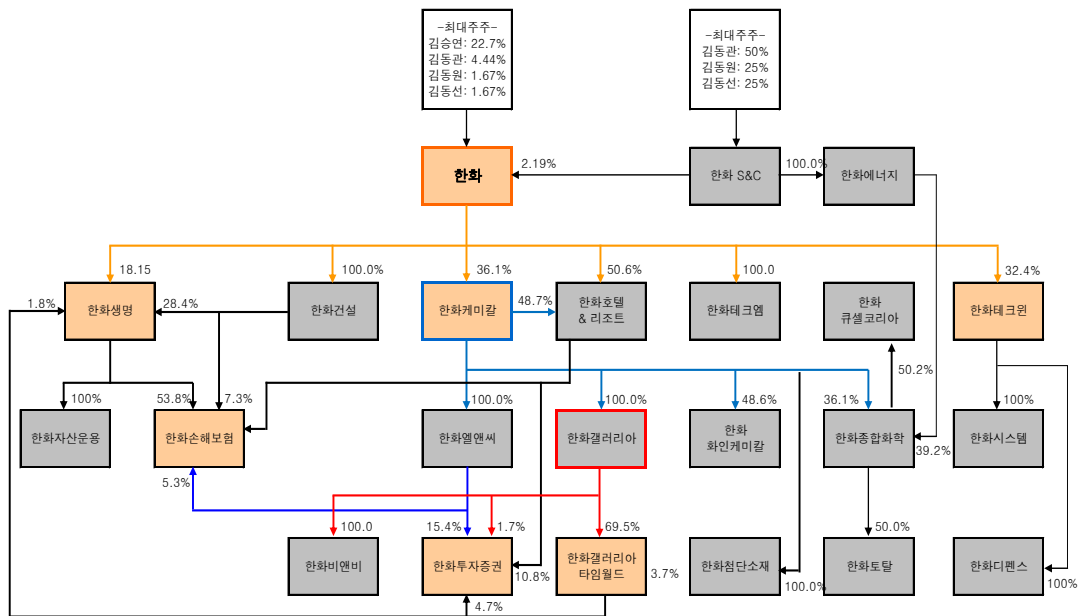 -최대주주-
김승연: 22.7%
김동관: 4.44%
김동원: 1.67%
김동선: 1.67%
-최대주주-
김동관: 50%
김동원: 25%
김동선: 25%
한화
2.19%
한화 S&C
100.0%
한화에너지
18.15
100.0%
36.1%
50.6%
100.0
32.4%
1.8%
한화생명
28.4%
한화건설
한화케미칼
48.7%
한화호텔
& 리조트
한화테크엠
한화
큐셀코리아
한화테크윈
50.2%
100%
53.8%
7.3%
100.0%
100.0%
48.6%
36.1%
100%
한화자산운용
한화손해보험
한화엘앤씨
한화갤러리아
한화
화인케미칼
한화종합화학
39.2%
한화시스템
5.3%
100.0
15.4%
1.7%
69.5%
50.0%
한화비앤비
한화투자증권
10.8%
한화갤러리아
타임월드
3.7%
한화첨단소재
100.0%
한화토탈
한화디펜스
100%
4.7%